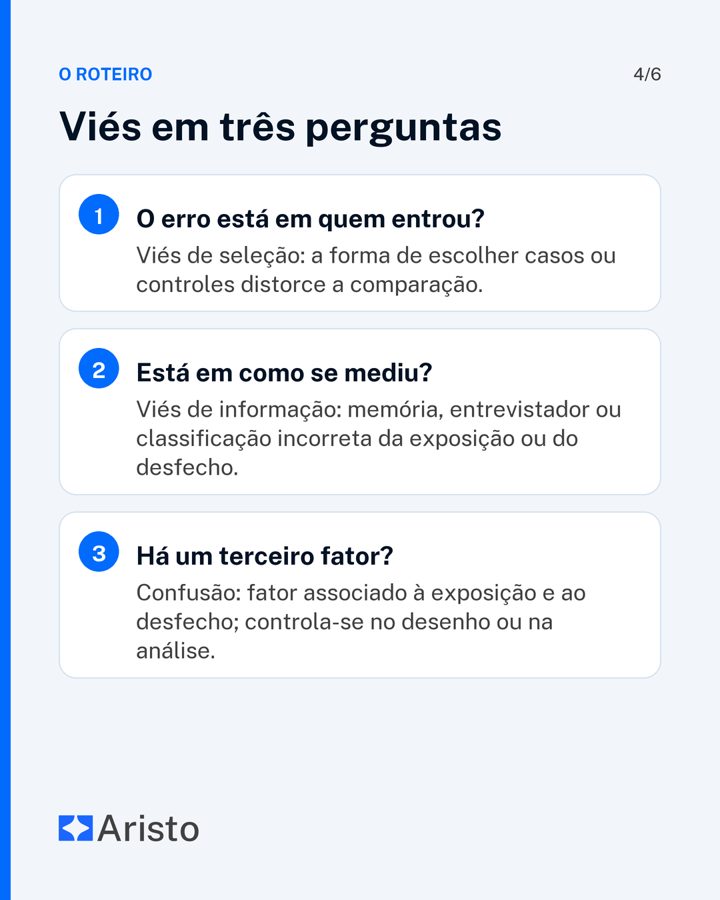 O ROTEIRO
4/6
Viés em três perguntas
1
O erro está em quem entrou?
Viés de seleção: a forma de escolher casos ou
controles distorce a comparação.
2
Está em como se mediu?
Viés de informação: memória, entrevistador ou
classificação incorreta da exposição ou do
desfecho.
3
Há um terceiro fator?
Confusão: fator associado à exposição e ao
desfecho; controla-se no desenho ou na
análise.
Aristo